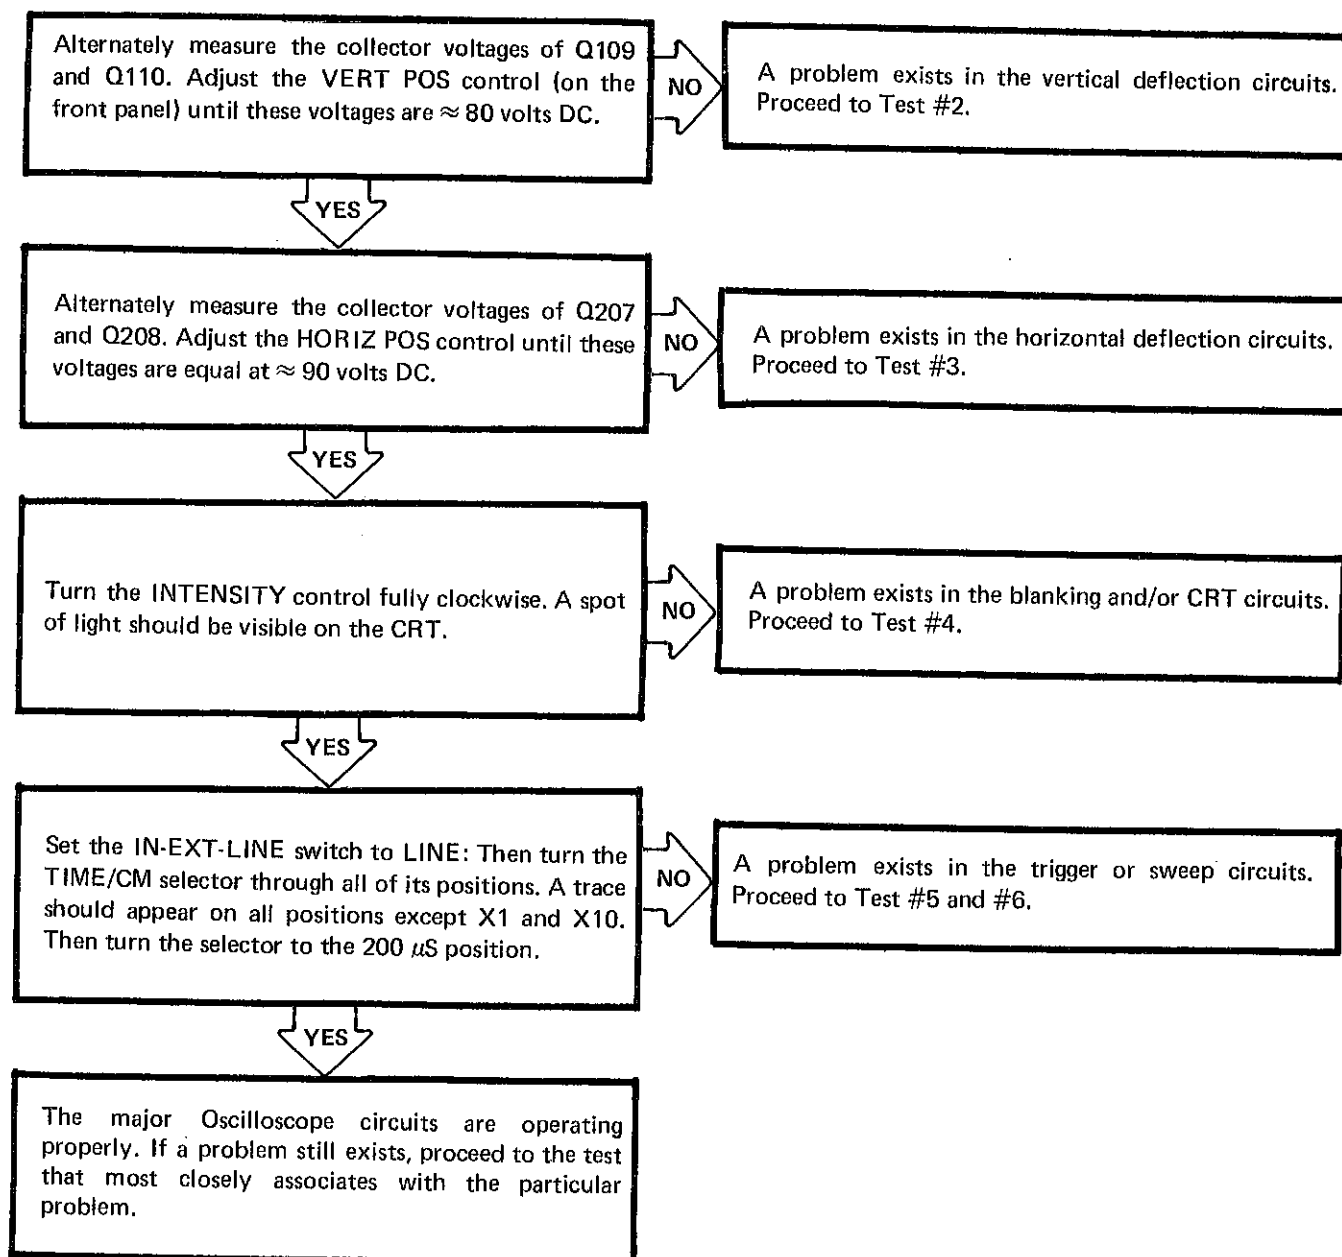 Alternately measure the collector voltages of Q109
and Q110. Adjust the VERT POS control (on the
front panel) until these voltages are ≈ 80 volts DC.
NO
A problem exists in the vertical deflection circuits.
Proceed to Test #2.
YES
Alternately measure the collector voltages of Q207
and Q208. Adjust the HORIZ POS control until these
voltages are equal at ≈ 90 volts DC.
NO
A problem exists in the horizontal deflection circuits.
Proceed to Test #3.
YES
Turn the INTENSITY control fully clockwise. A spot
of light should be visible on the CRT.
NO
A problem exists in the blanking and/or CRT circuits.
Proceed to Test #4.
YES
Set the IN-EXT-LINE switch to LINE: Then turn the
TIME/CM selector through all of its positions. A trace
should appear on all positions except X1 and X10.
Then turn the selector to the 200 μS position.
NO
A problem exists in the trigger or sweep circuits.
Proceed to Test #5 and #6.
YES
The major Oscilloscope circuits are operating
properly. If a problem still exists, proceed to the test
that most closely associates with the particular
problem.